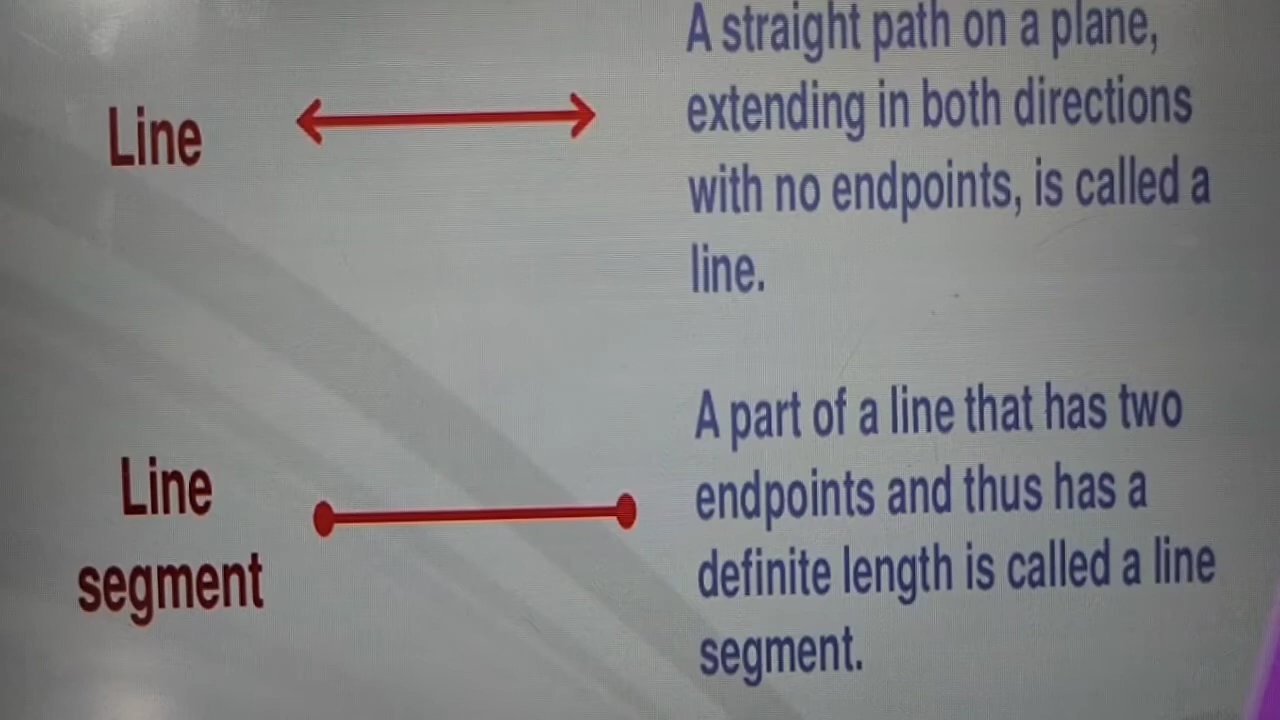 Line
A straight path on a plane,
extending in both directions
with no endpoints, is called a
line.
Line
segment
A part of a line that has two
endpoints and thus has a
definite length is called a line
segment.